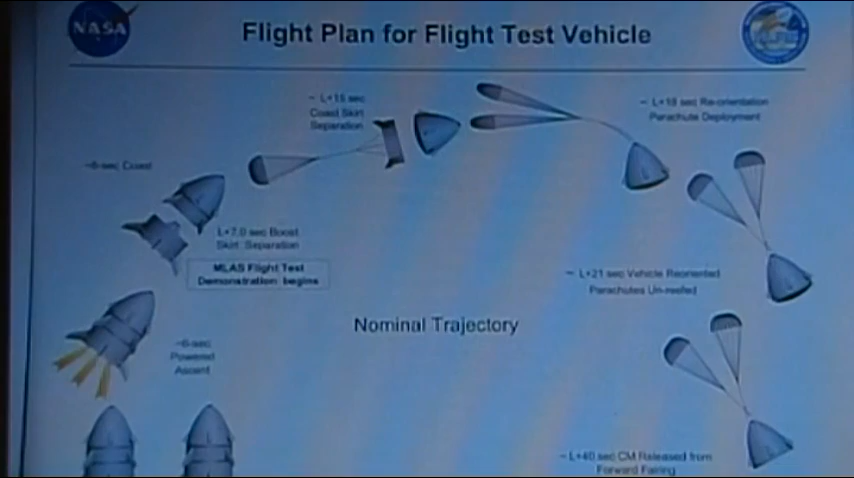 NASA
Flight Plan for Flight Test Vehicle
~ L+15 sec
Coast Skirt
Separation
~ L+18 sec Re-orientation
Parachute Deployment
~6-sec Coast
L+7.0 sec Boost
Skirt Separation
MLAS Flight Test
Demonstration begins
~ L+21 sec Vehicle Reoriented
Parachutes Un-reefed
Nominal Trajectory
~6-sec
Powered
Ascent
~ L+40 sec CM Released from
Forward Fairing